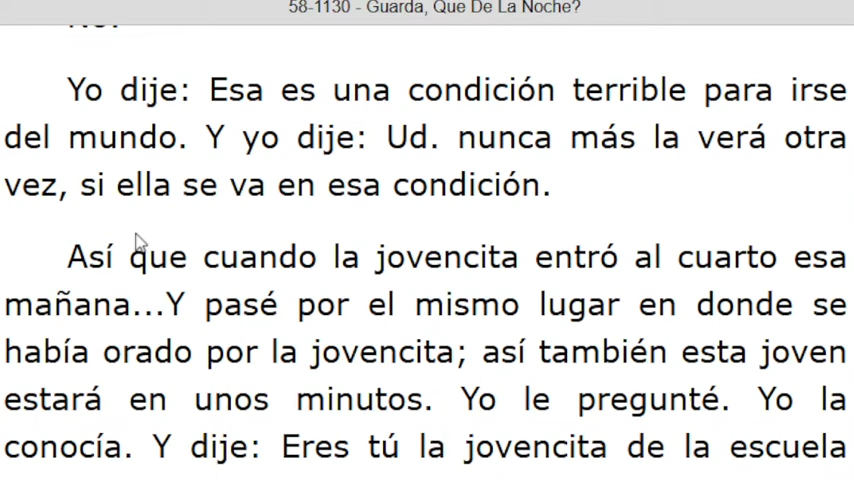 58-1130 - Guarda, Que De La Noche?
No.
Yo dije: Esa es una condición terrible para irse
del mundo. Y yo dije: Ud. nunca más la verá otra
vez, si ella se va en esa condición.
Así que cuando la jovencita entró al cuarto esa
mañana...Y pasé por el mismo lugar en donde se
había orado por la jovencita; así también esta joven
estará en unos minutos. Yo le pregunté. Yo la
conocía. Y dije: Eres tú la jovencita de la escuela